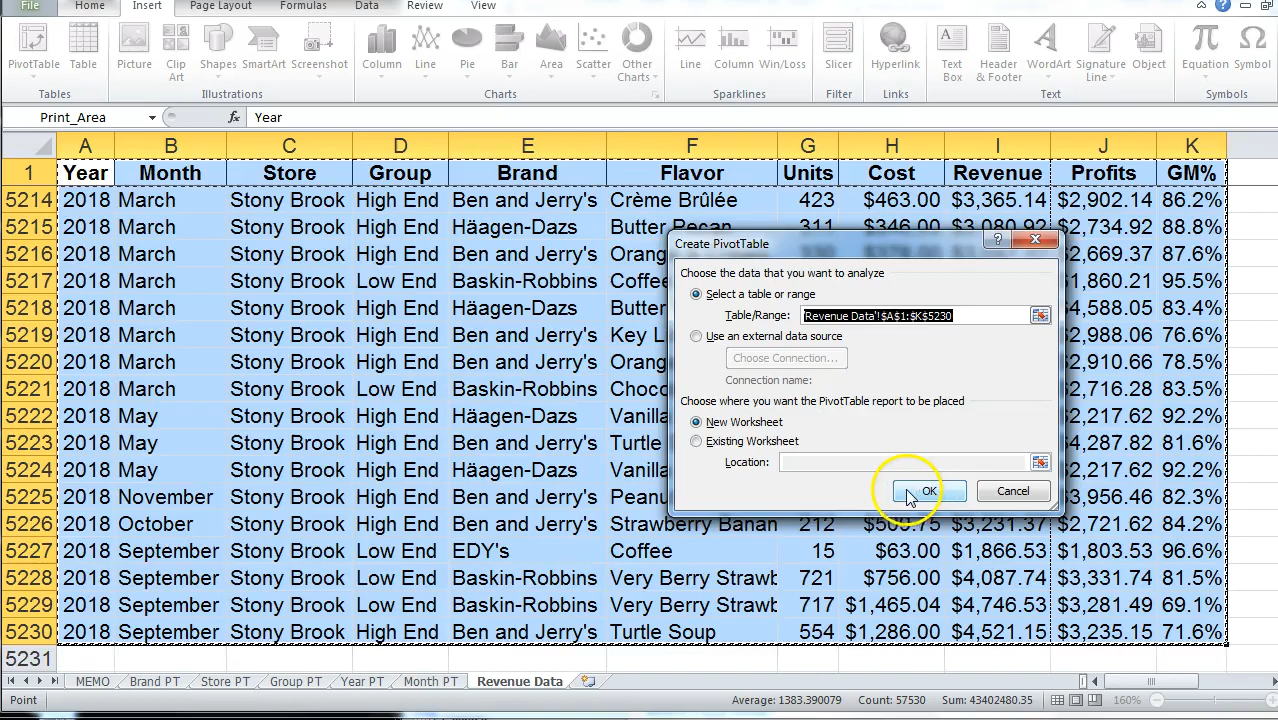 File Home Insert Page Layout Formulas Data Review View
PivotTable Table Picture Clip Art Shapes SmartArt Screenshot Column Line Pie Bar Area Scatter Other Charts Line Column Win/Loss Slicer Hyperlink Text Box Header & Footer WordArt Signature Line Object Equation Symbol
Tables Illustrations Charts Sparklines Filter Links Text Symbols
Print_Area fx Year
A B C D E F G H I J K
1 Year Month Store Group Brand Flavor Units Cost Revenue Profits GM%
5214 2018 March Stony Brook High End Ben and Jerry's Crème Brûlée 423 $463.00 $3,365.14 $2,902.14 86.2%
5215 2018 March Stony Brook High End Häagen-Dazs Butter Pecan 311 $346.00 $3,080.92 $2,734.92 88.8%
5216 2018 March Stony Brook High End Ben and Jerry's $2,669.37 87.6%
5217 2018 March Stony Brook Low End Baskin-Robbins $1,860.21 95.5%
5218 2018 March Stony Brook High End Häagen-Dazs $4,588.05 83.4%
5219 2018 March Stony Brook High End Ben and Jerry's Key L $2,988.06 76.6%
5220 2018 March Stony Brook High End Ben and Jerry's $2,910.66 78.5%
5221 2018 March Stony Brook Low End Baskin-Robbins $2,716.28 83.5%
5222 2018 May Stony Brook High End Häagen-Dazs Vanilla $2,217.62 92.2%
5223 2018 May Stony Brook High End Ben and Jerry's Turtle $4,287.82 81.6%
5224 2018 May Stony Brook High End Häagen-Dazs Vanilla $2,217.62 92.2%
5225 2018 November Stony Brook High End Ben and Jerry's $3,956.46 82.3%
5226 2018 October Stony Brook High End Ben and Jerry's Strawberry Banan 212 $3,231.37 $2,721.62 84.2%
5227 2018 September Stony Brook Low End EDY's Coffee 15 $63.00 $1,866.53 $1,803.53 96.6%
5228 2018 September Stony Brook Low End Baskin-Robbins Very Berry Strawb 721 $756.00 $4,087.74 $3,331.74 81.5%
5229 2018 September Stony Brook Low End Baskin-Robbins Very Berry Strawb 717 $1,465.04 $4,746.53 $3,281.49 69.1%
5230 2018 September Stony Brook High End Ben and Jerry's Turtle Soup 554 $1,286.00 $4,521.15 $3,235.15 71.6%
5231
Create PivotTable
Choose the data that you want to analyze
Select a table or range
Table/Range: 'Revenue Data'!$A$1:$K$5230
Use an external data source
Choose Connection...
Connection name:
Choose where you want the PivotTable report to be placed
New Worksheet
Existing Worksheet
Location:
OK Cancel
MEMO Brand PT Store PT Group PT Year PT Month PT Revenue Data
Point Average: 1383.390079 Count: 57530 Sum: 43402480.35 160%